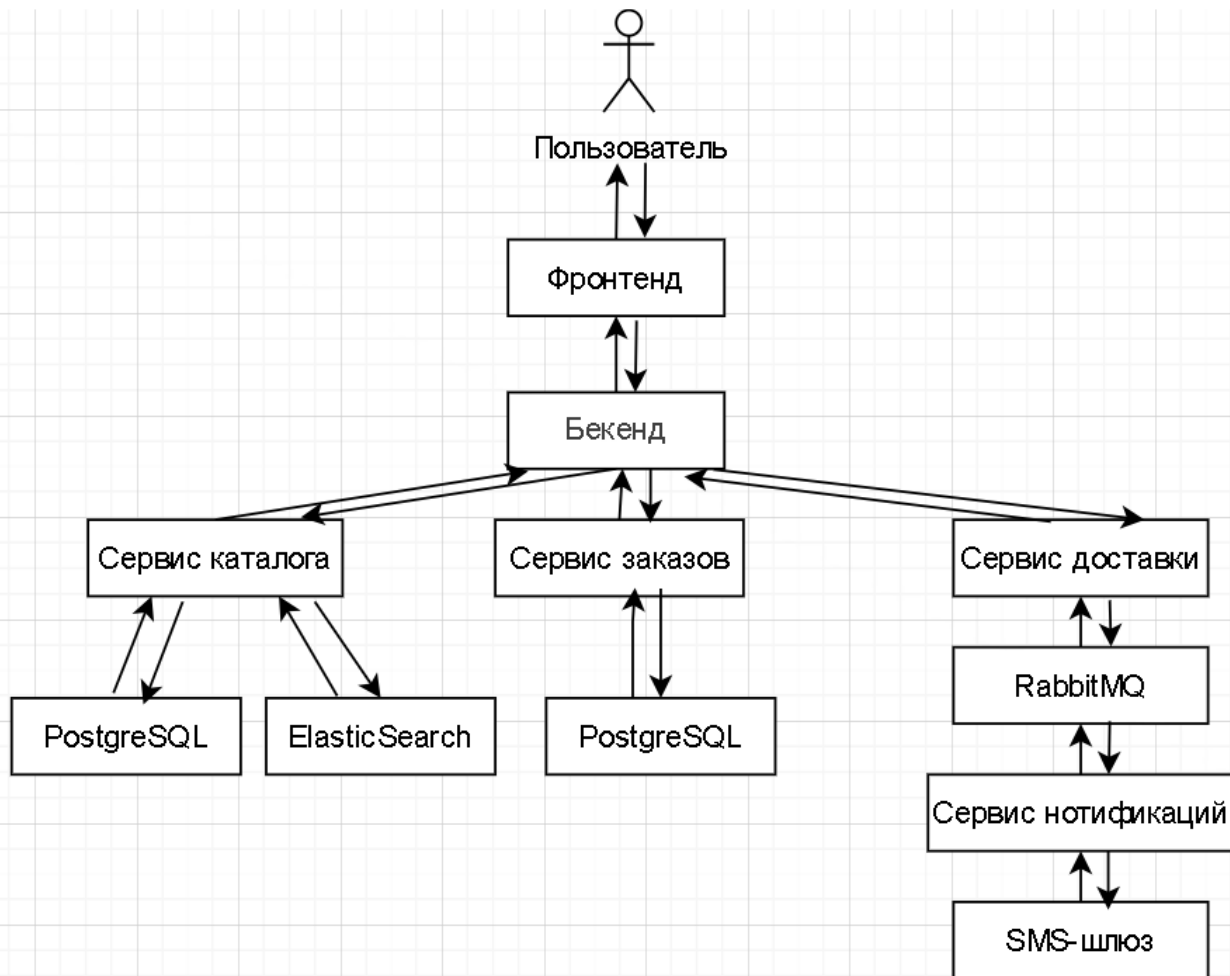 Пользователь
Фронтенд
Бекенд
Сервис каталога
Сервис заказов
Сервис доставки
RabbitMQ
PostgreSQL
ElasticSearch
PostgreSQL
Сервис нотификаций
SMS-шлюз